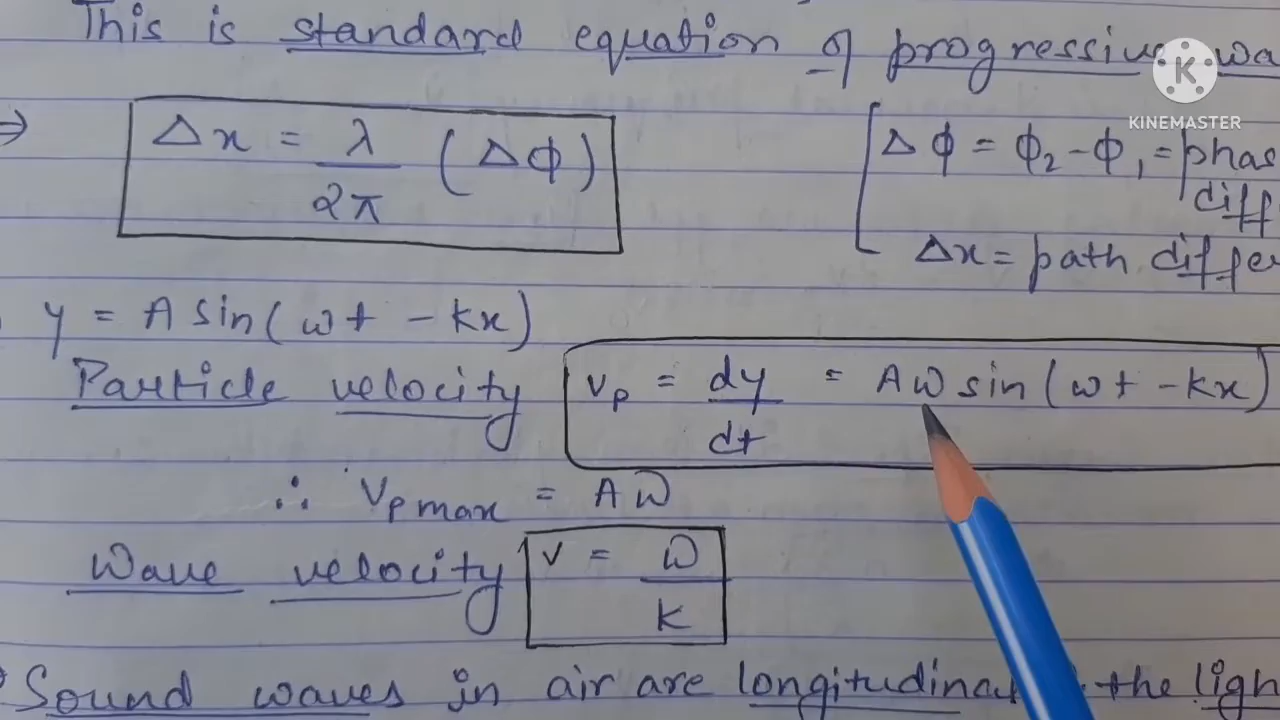 This is standard equation of progressive wa
KINEMASTER
⇒ Δx = λ/2π (Δφ)
Δφ = φ₂ - φ₁ = phas
diff
Δx = path differ
y = A sin(ωt - kx)
Particle velocity vₚ = dy/dt = Aω sin(ωt - kx)
∴ Vₚ max = Aω
Wave velocity v = ω/k
Sound waves in air are longitudina the ligh